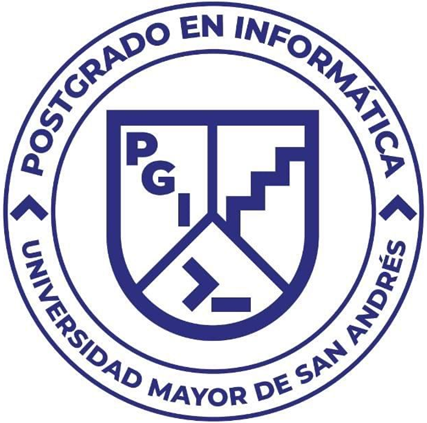 POSTGRADO EN INFORMÁTICA
PGI
>_
UNIVERSIDAD MAYOR DE SAN ANDRÉS